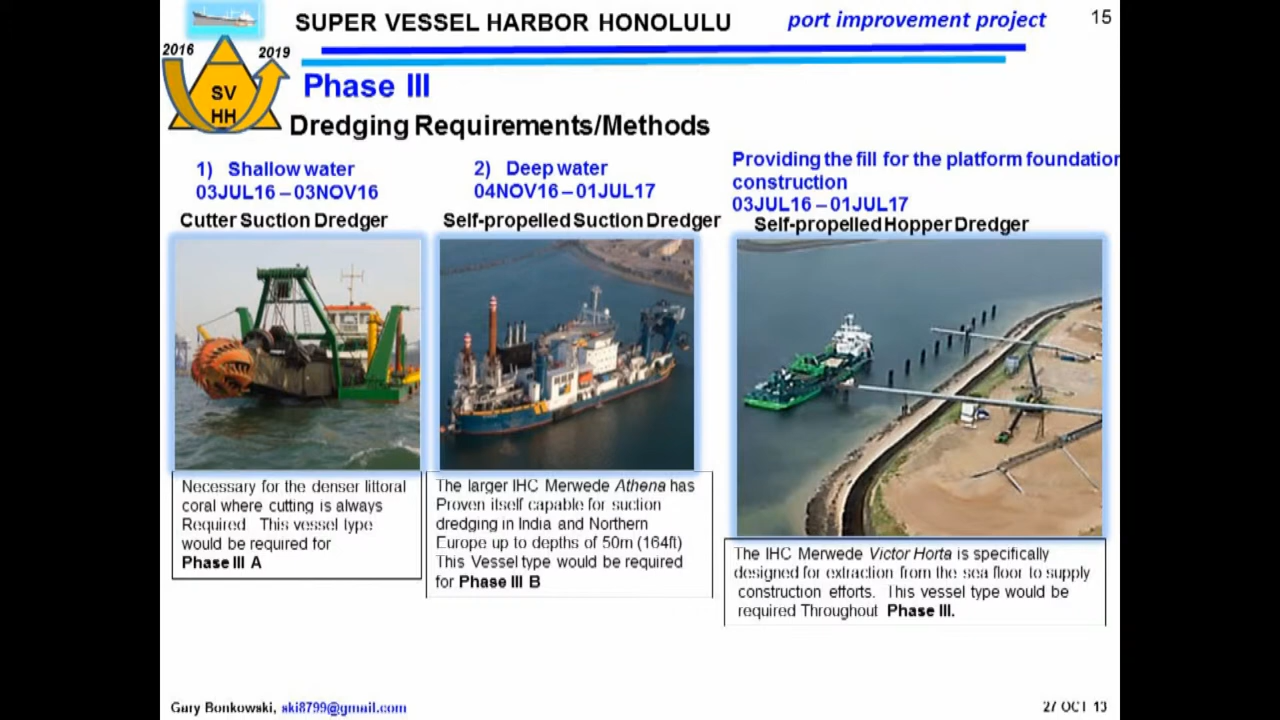 SUPER VESSEL HARBOR HONOLULU
port improvement project
15
2016
2019
SV
HH
Phase III
Dredging Requirements/Methods
1) Shallow water
03JUL16 – 03NOV16
Cutter Suction Dredger
2) Deep water
04NOV16 – 01JUL17
Self-propelled Suction Dredger
Providing the fill for the platform foundation
construction
03JUL16 – 01JUL17
Self-propelled Hopper Dredger
Necessary for the denser littoral
coral where cutting is always
Required. This vessel type
would be required for
Phase III A
The larger IHC Merwede Athena has
Proven itself capable for suction
dredging in India and Northern
Europe up to depths of 50m (164ft)
This Vessel type would be required
for Phase III B
The IHC Merwede Victor Horta is specifically
designed for extraction from the sea floor to supply
construction efforts. This vessel type would be
required Throughout Phase III.
Gary Bonkowski, ski8799@gmail.com
27 OCT 13